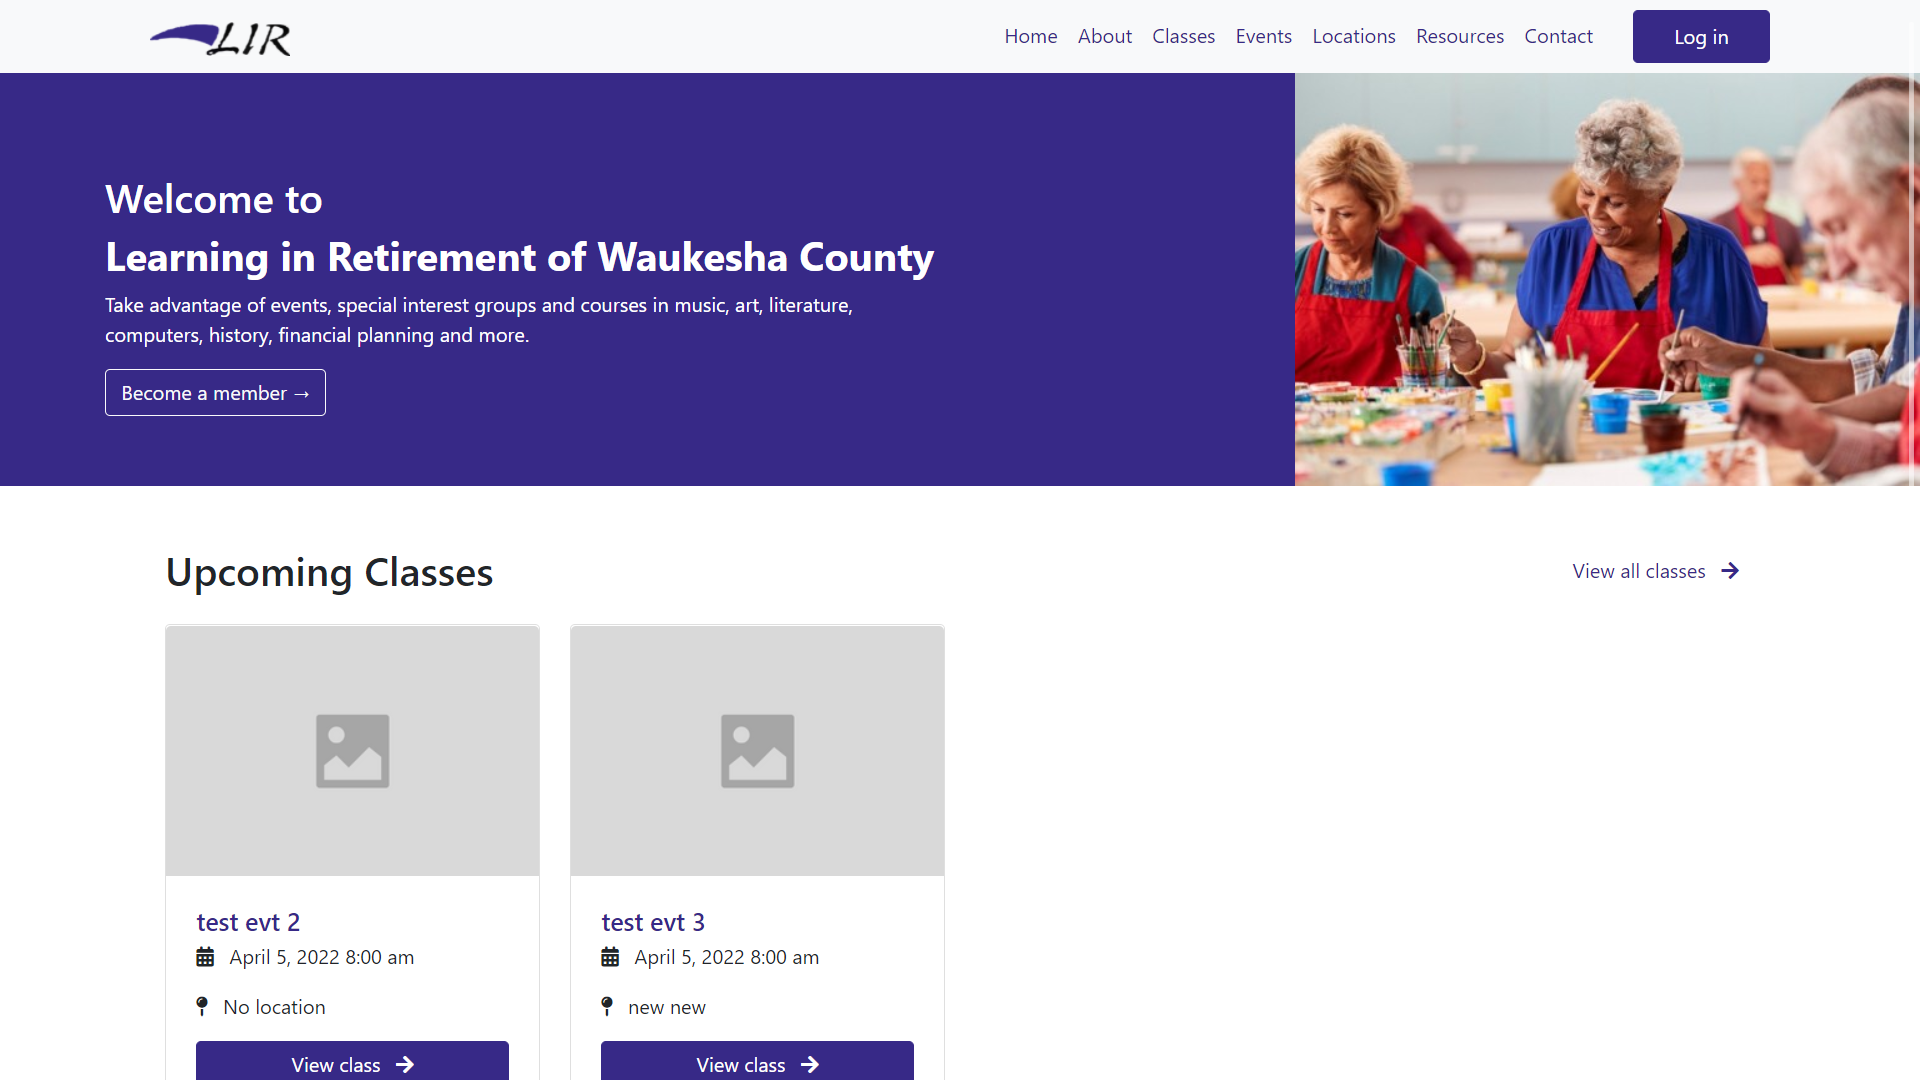 LIR
Home About Classes Events Locations Resources Contact Log in
Welcome to
Learning in Retirement of Waukesha County
Take advantage of events, special interest groups and courses in music, art, literature,
computers, history, financial planning and more.
Become a member →
Upcoming Classes
View all classes →
test evt 2
April 5, 2022 8:00 am
No location
View class →
test evt 3
April 5, 2022 8:00 am
new new
View class →